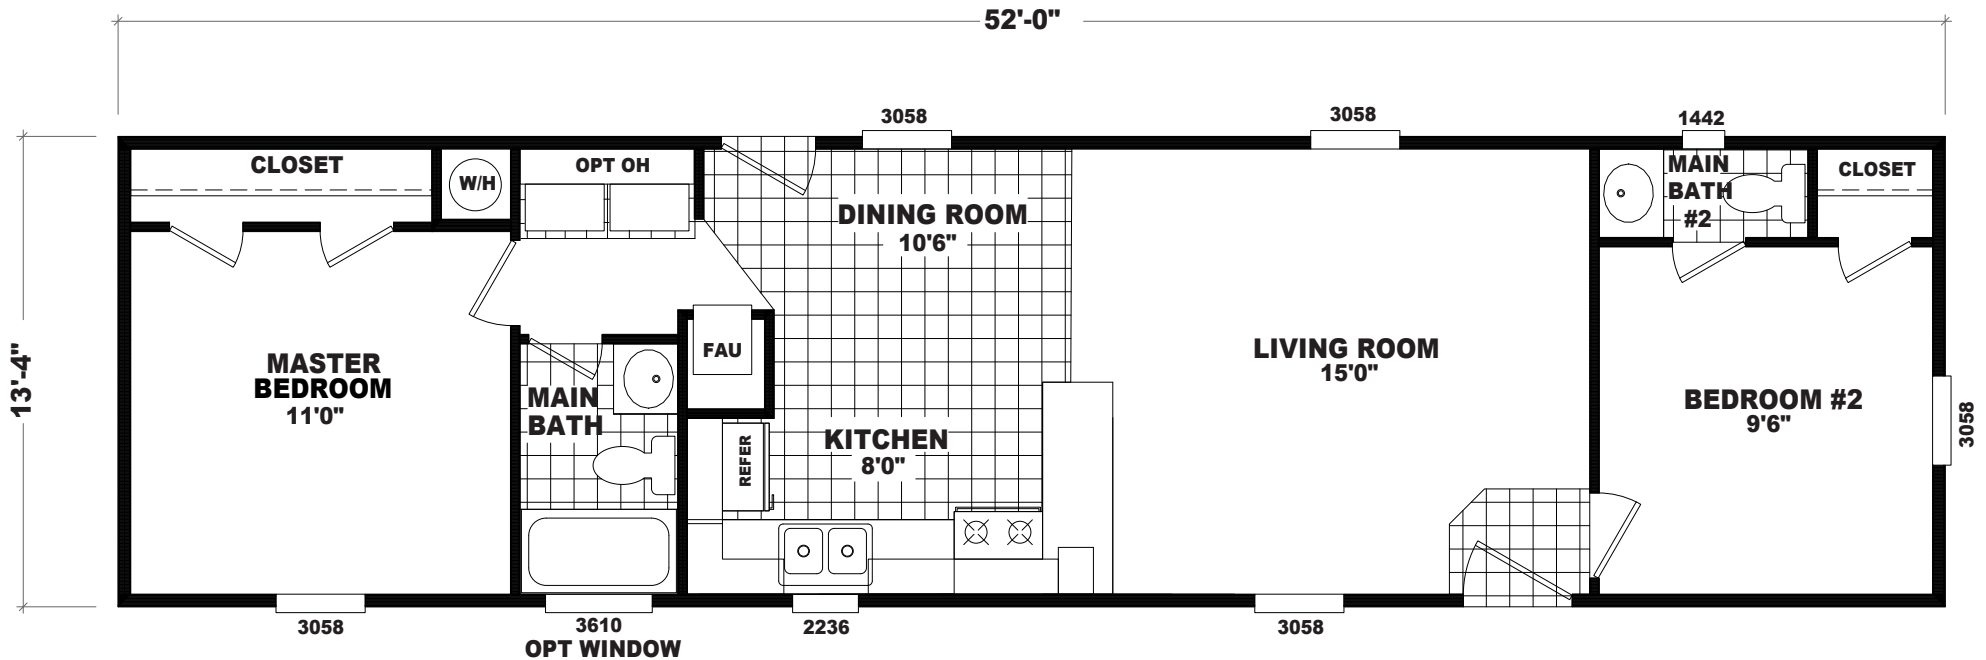 52'-0"
3058
3058
1442
CLOSET
W/H
OPT OH
MAIN
BATH
#2
CLOSET
DINING ROOM
10'6"
13'-4"
MASTER
BEDROOM
11'0"
FAU
MAIN
BATH
REFER
KITCHEN
8'0"
LIVING ROOM
15'0"
BEDROOM #2
9'6"
3058
3058
3610
OPT WINDOW
2236
3058